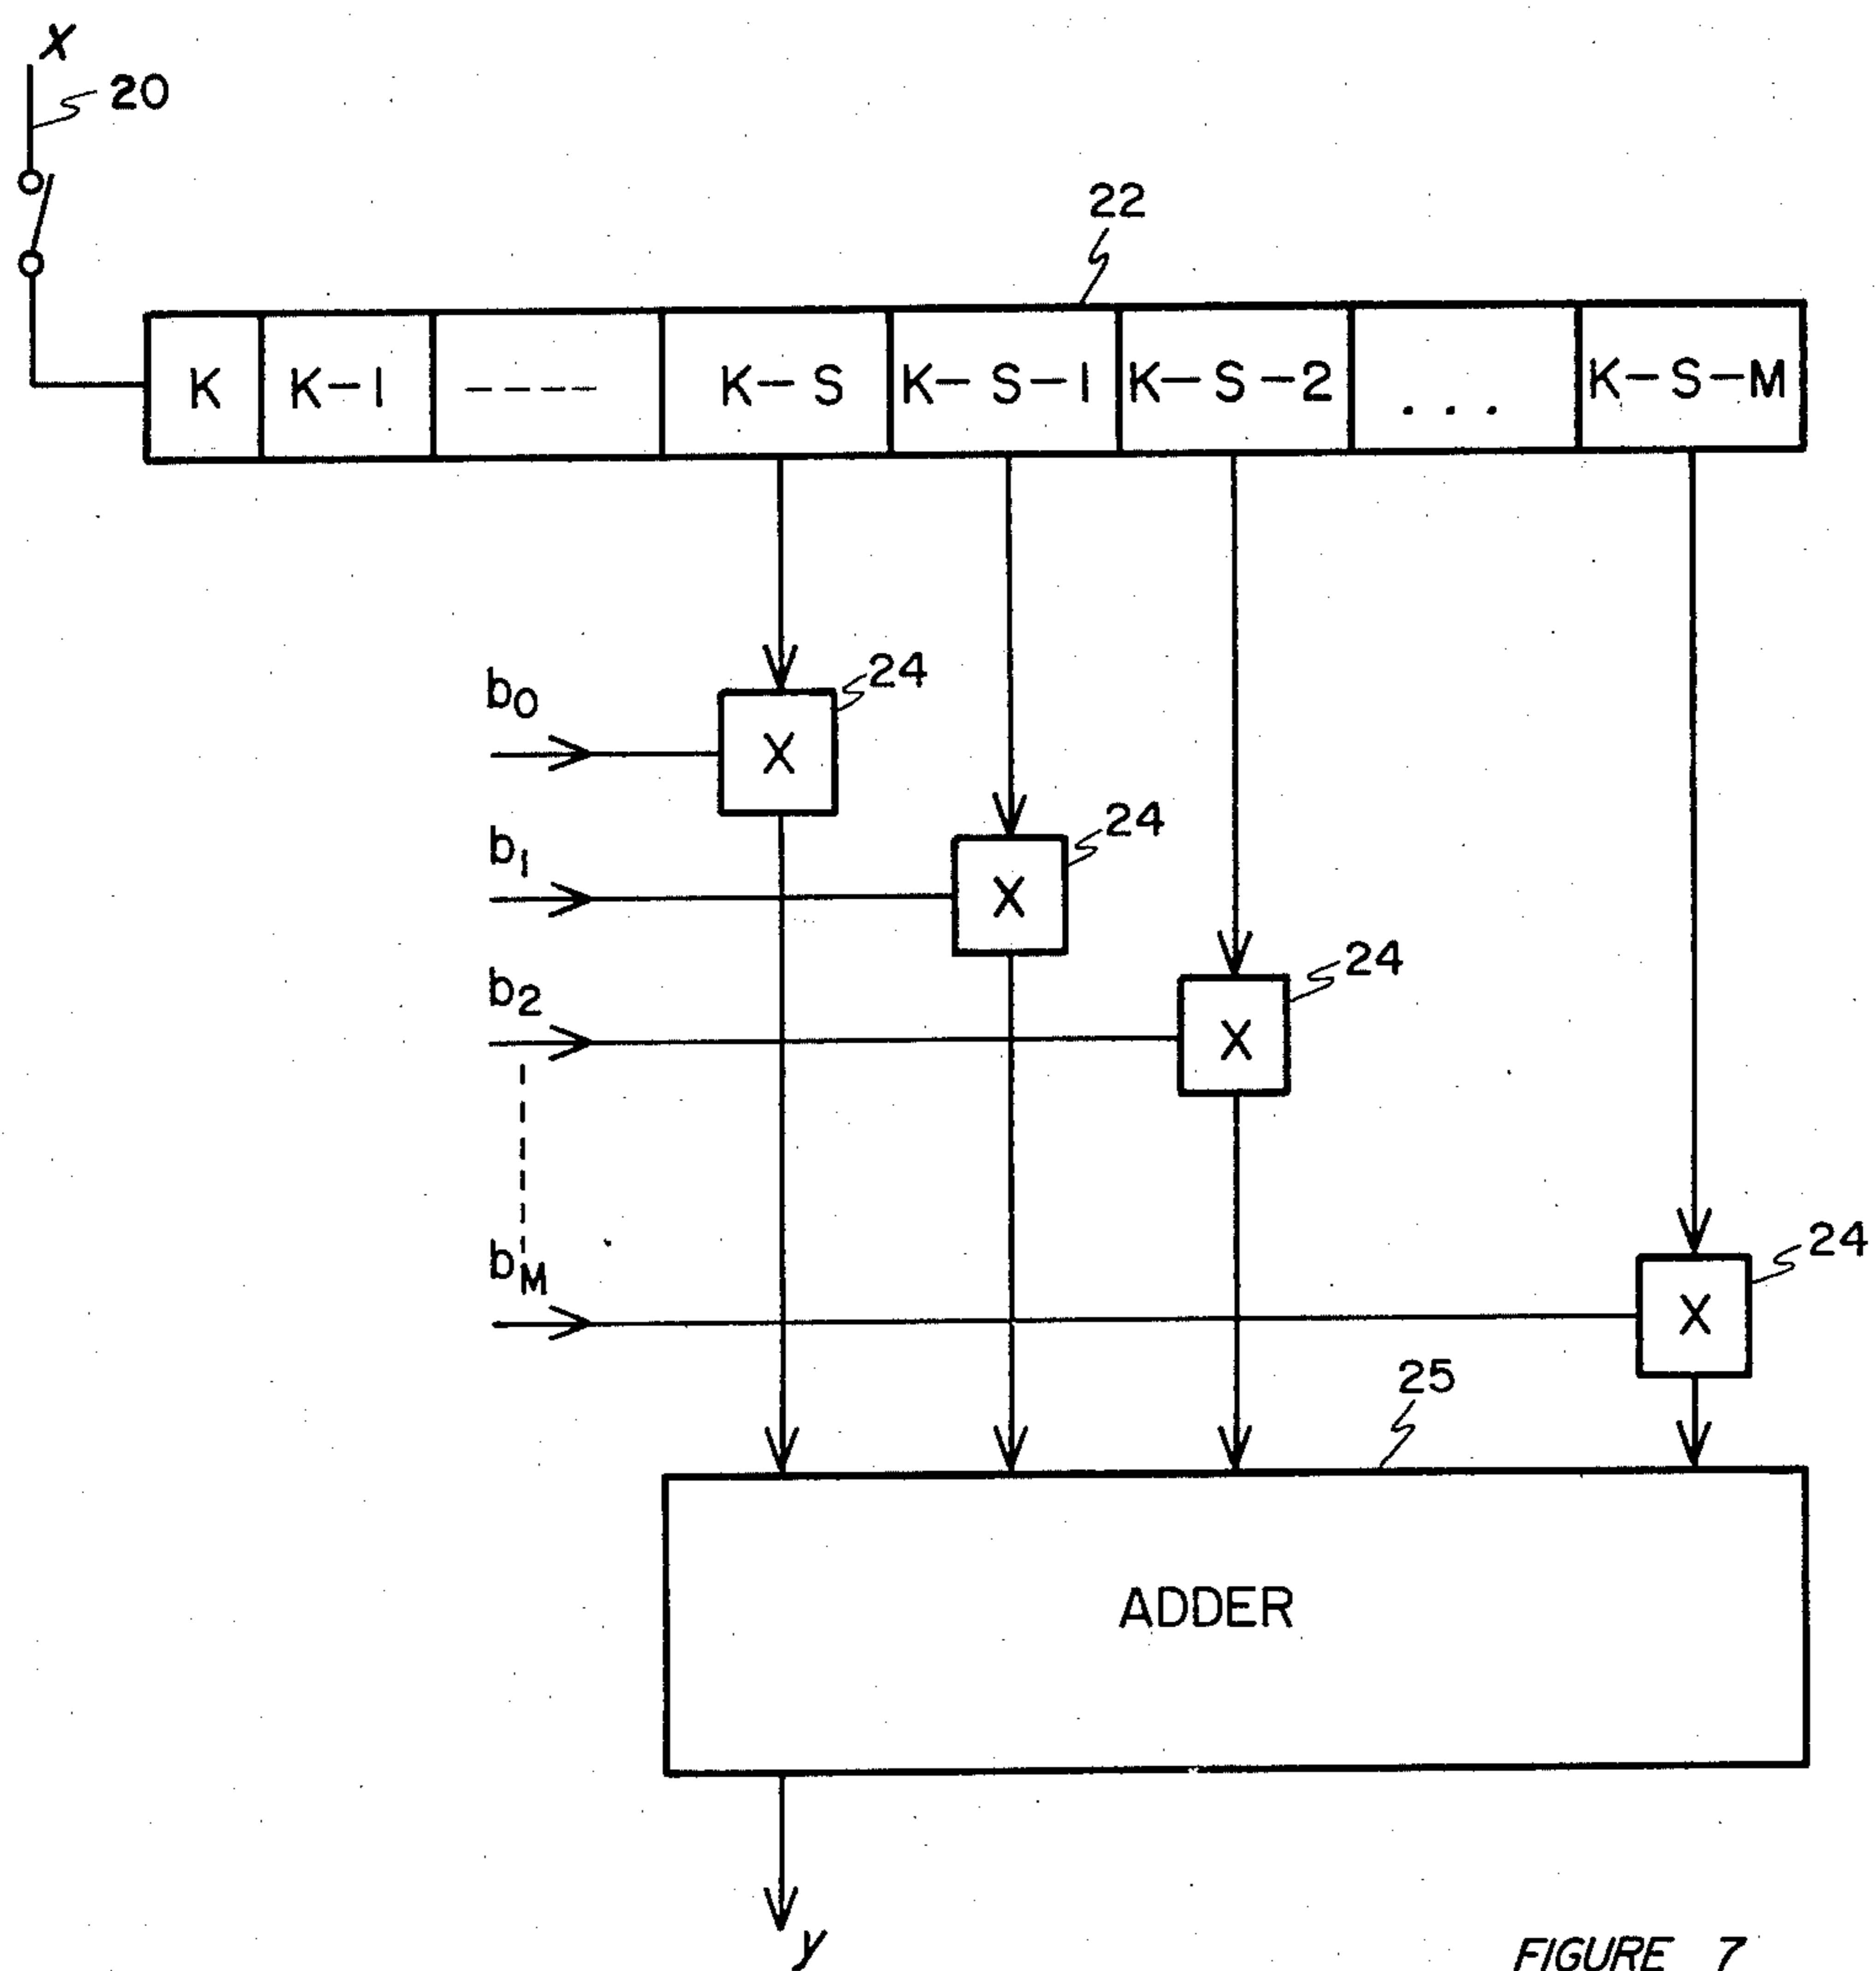 x
20
22
K K-1 ---- K-S K-S-1 K-S-2 ... K-S-M
b0 X 24
b1 X 24
b2 X 24
bM X 24
25
ADDER
y
FIGURE 7